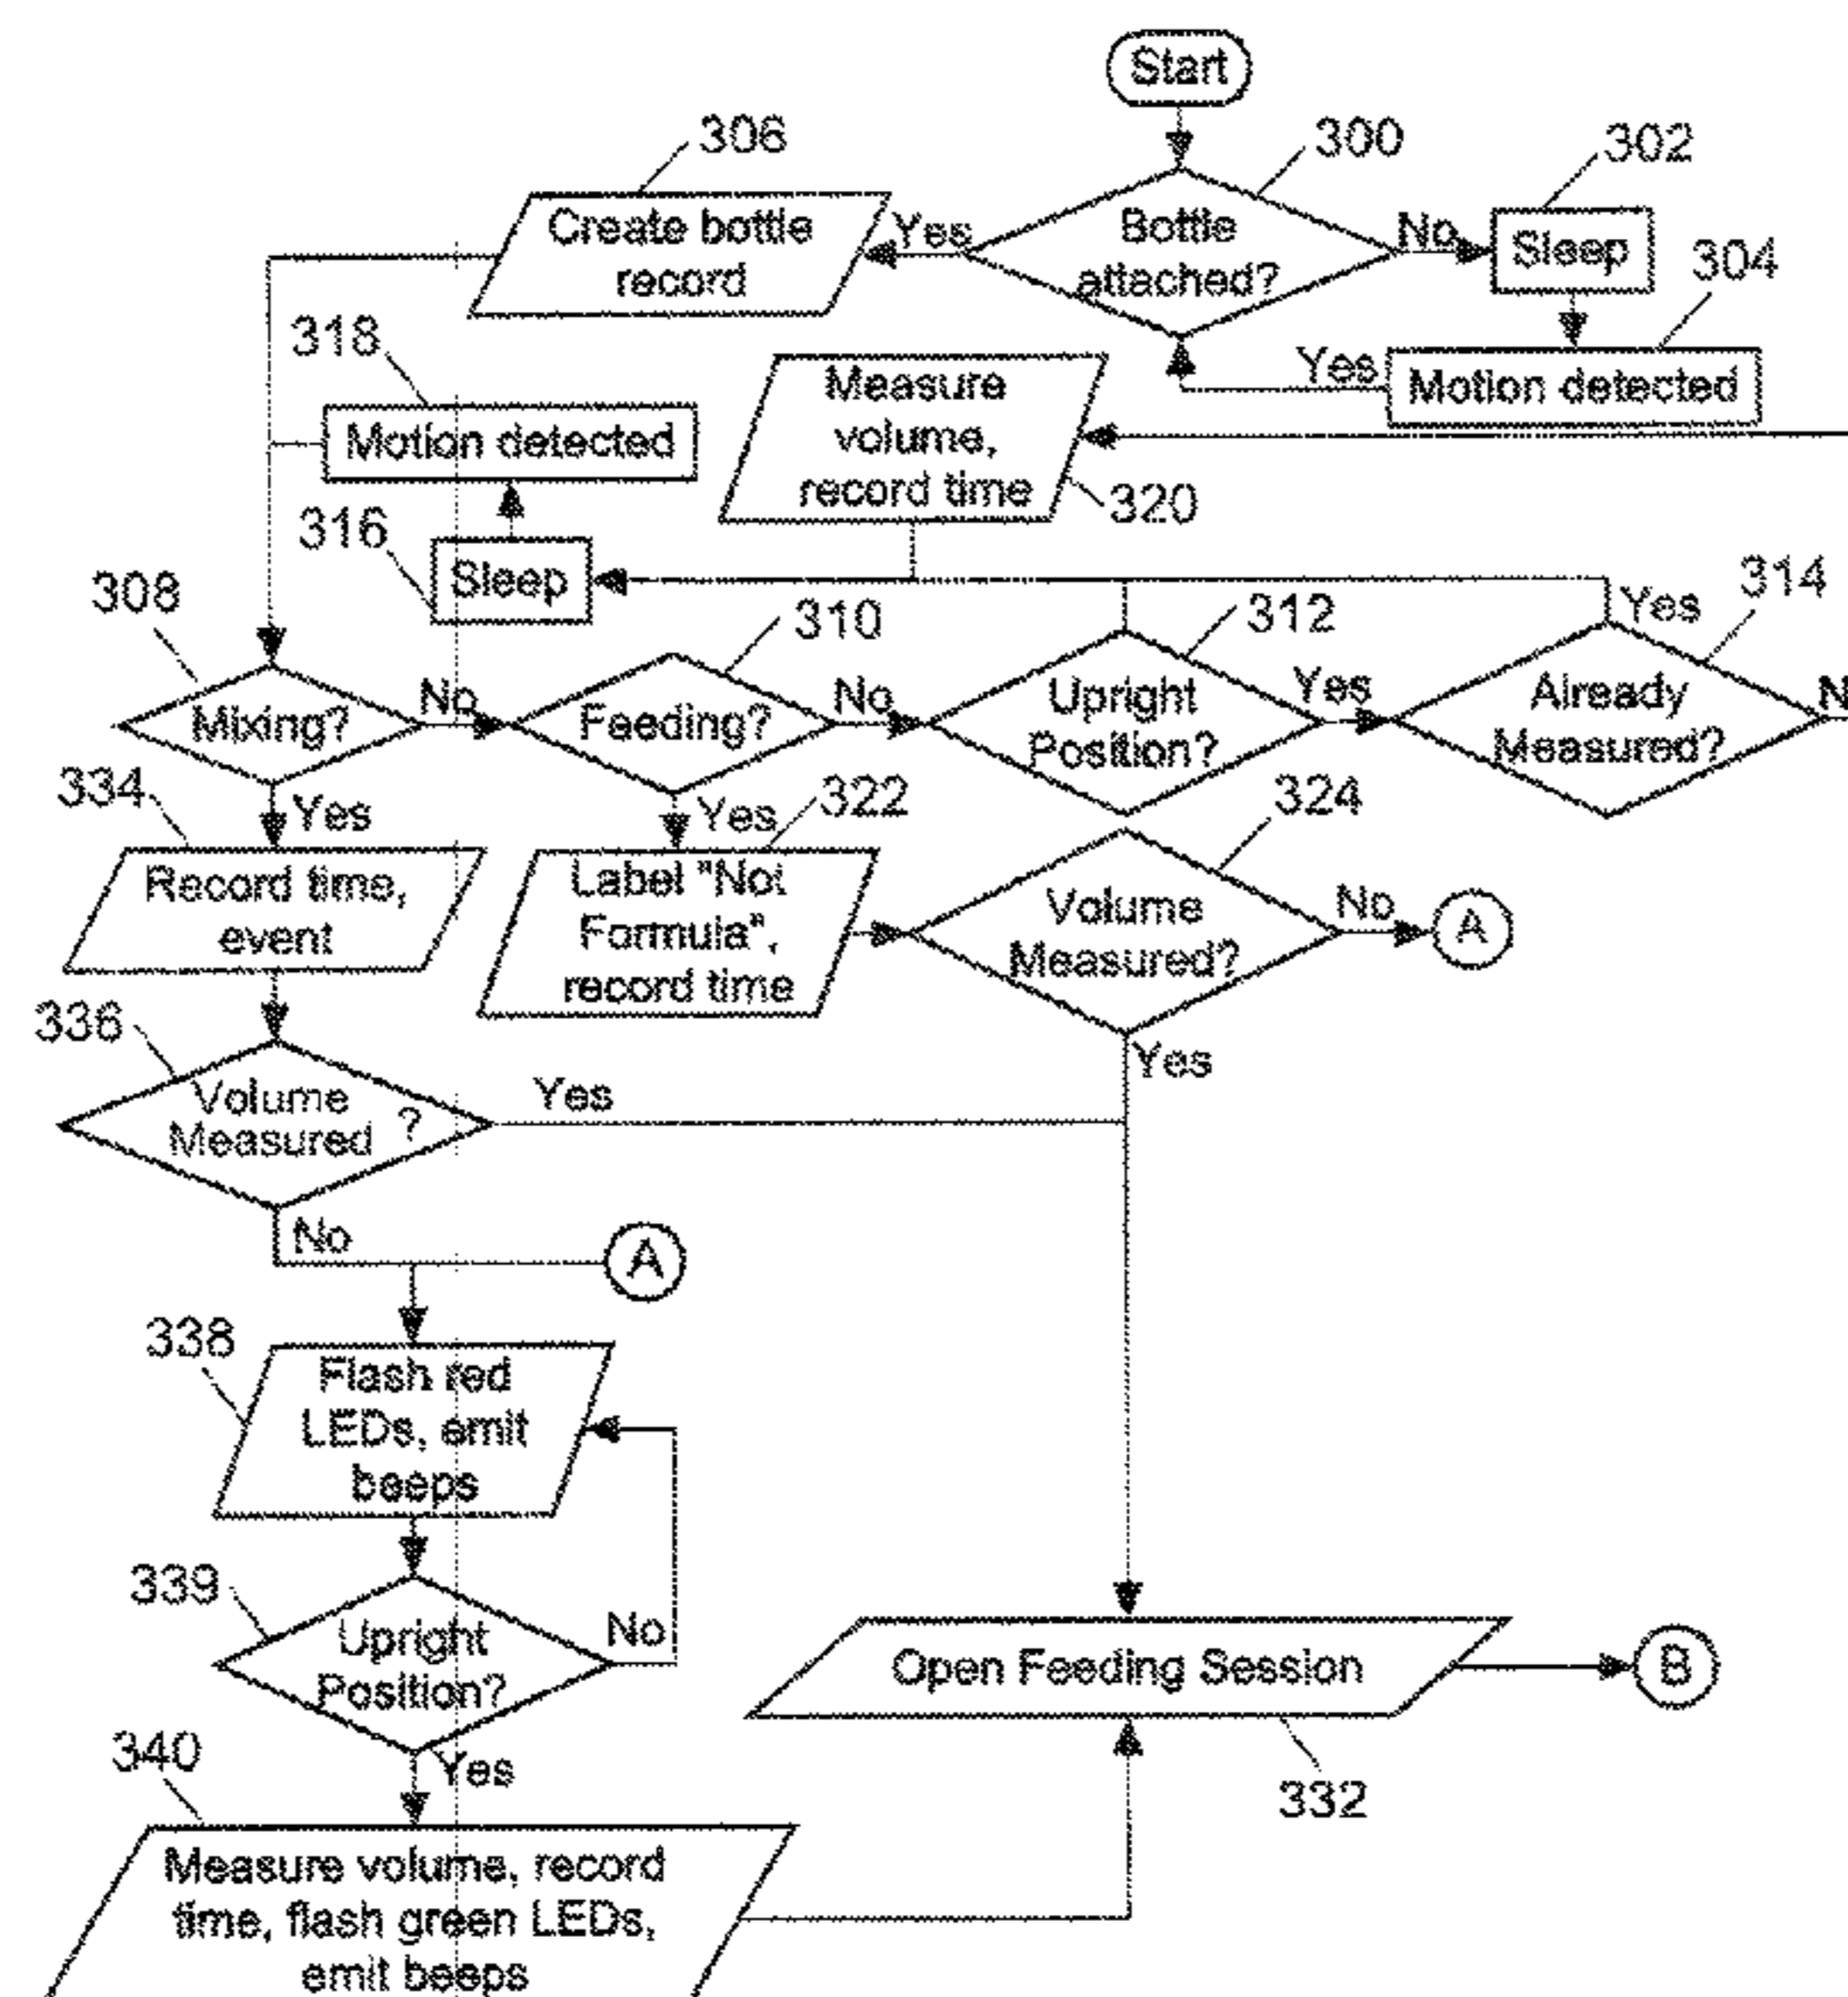 Start
306
300
302
Create bottle
record
Yes
Bottle
attached?
No
Sleep
304
318
Measure
volume,
record time
Yes
Motion detected
Motion detected
320
316
Sleep
308
310
312
Yes
314
Mixing?
No
Feeding?
No
Upright
Position?
Yes
Already
Measured?
N
334
Yes
Yes
322
324
Record time,
event
Label "Not
Formula",
record time
Volume
Measured?
No
A
336
Yes
Volume
Measured ?
Yes
No
A
338
Flash red
LEDs, emit
beeps
339
Upright
Position?
No
Open Feeding Session
B
340
Yes
332
Measure volume, record
time, flash green LEDs,
emit beeps